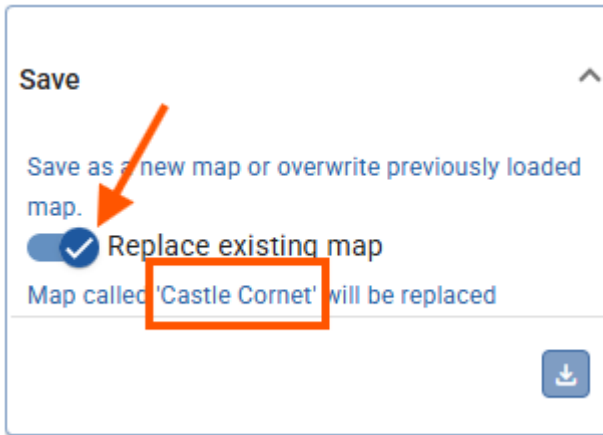 Save
Save as a new map or overwrite previously loaded
map.
Replace existing map
Map called 'Castle Cornet' will be replaced